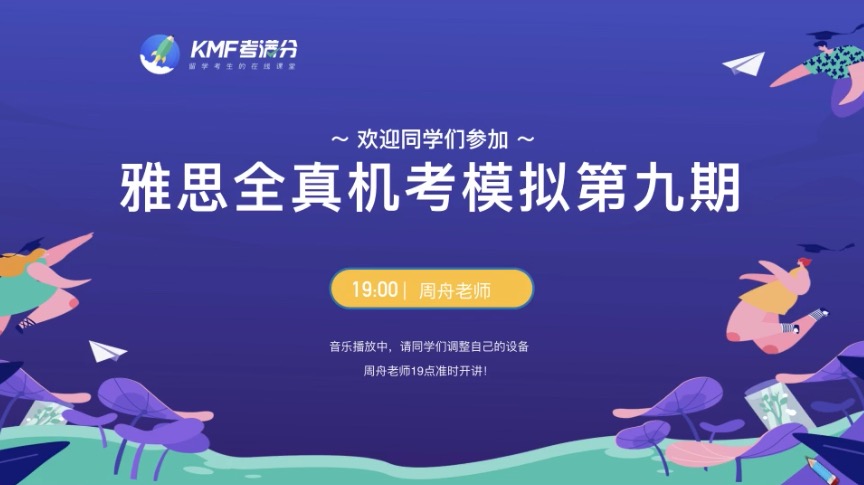 KMF考满分
留学考生的在线课堂
～ 欢迎同学们参加 ～
雅思全真机考模拟第九期
19:00 | 周舟老师
音乐播放中，请同学们调整自己的设备
周舟老师19点准时开讲！